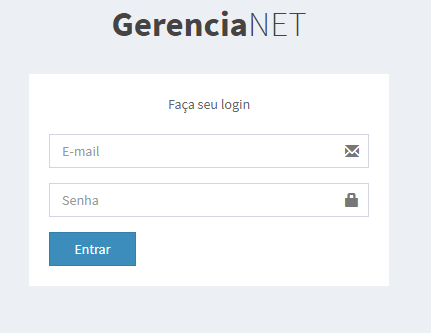 GerenciaNET
Faça seu login
E-mail
Senha
Entrar